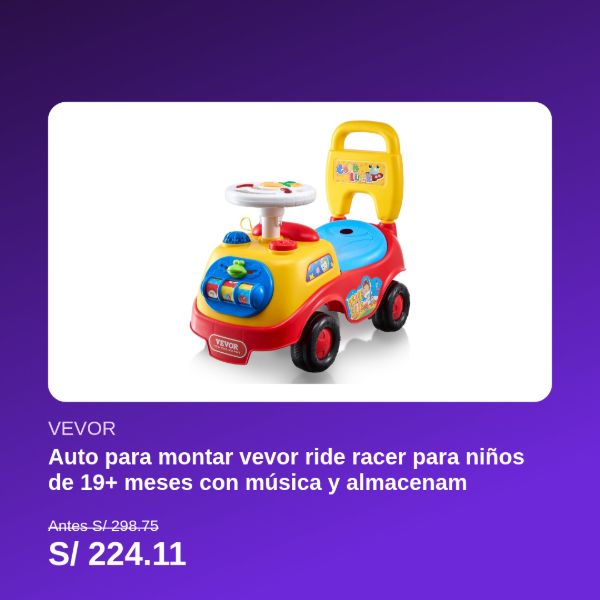 VEVOR
VEVOR
Auto para montar vevor ride racer para niños
de 19+ meses con música y almacenam
Antes S/ 298.75
S/ 224.11